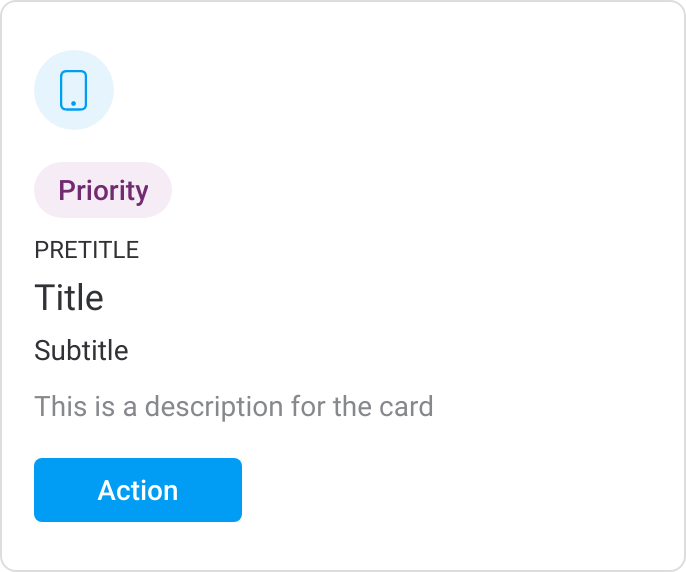 Priority
PRETITLE
Title
Subtitle
This is a description for the card
Action